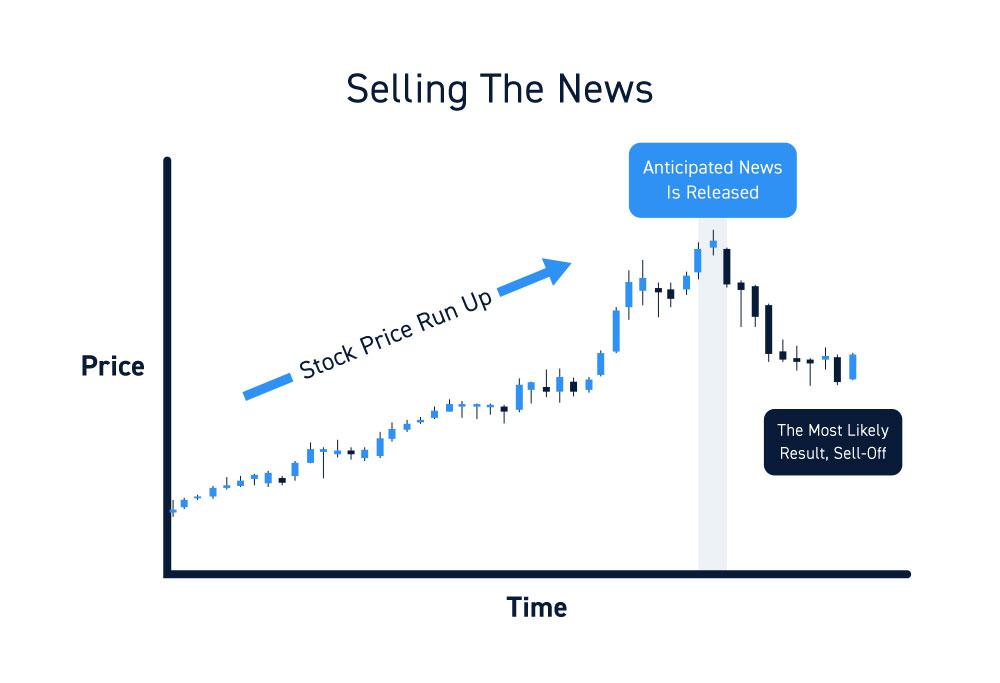 Selling The News
Anticipated News
Is Released
Stock Price Run Up
Price
The Most Likely
Result, Sell-Off
Time